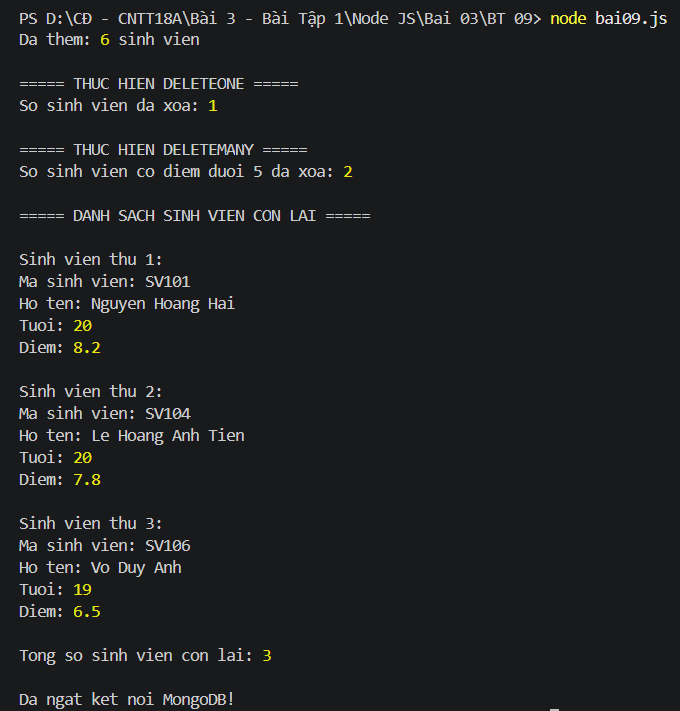 PS D:\CĐ - CNTT18A\Bài 3 - Bài Tập 1\Node JS\Bai 03\BT 09> node bai09.js
Da them: 6 sinh vien
===== THUC HIEN DELETEONE =====
So sinh vien da xoa: 1
===== THUC HIEN DELETEMANY =====
So sinh vien co diem duoi 5 da xoa: 2
===== DANH SACH SINH VIEN CON LAI =====
Sinh vien thu 1:
Ma sinh vien: SV101
Ho ten: Nguyen Hoang Hai
Tuoi: 20
Diem: 8.2
Sinh vien thu 2:
Ma sinh vien: SV104
Ho ten: Le Hoang Anh Tien
Tuoi: 20
Diem: 7.8
Sinh vien thu 3:
Ma sinh vien: SV106
Ho ten: Vo Duy Anh
Tuoi: 19
Diem: 6.5
Tong so sinh vien con lai: 3
Da ngat ket noi MongoDB!